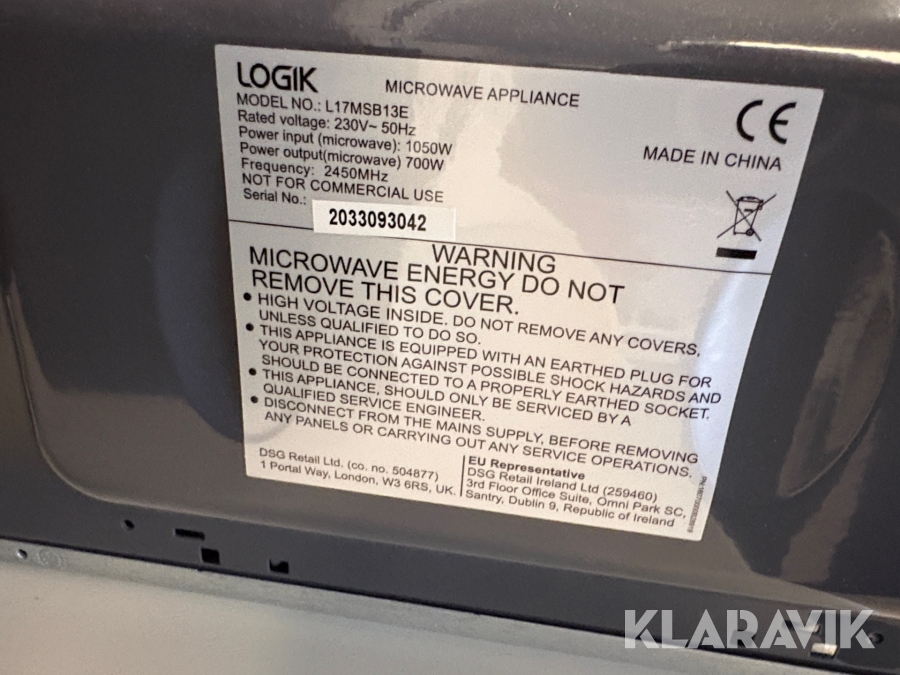 LOGIK
MICROWAVE APPLIANCE
MODEL NO.: L17MSB13E
Rated voltage: 230V~ 50Hz
Power input (microwave): 1050W
Power output(microwave) 700W
Frequency: 2450MHz
NOT FOR COMMERCIAL USE
Serial No.:
2033093042
CE
MADE IN CHINA
WARNING
MICROWAVE ENERGY DO NOT
REMOVE THIS COVER.
• HIGH VOLTAGE INSIDE. DO NOT REMOVE ANY COVERS,
UNLESS QUALIFIED TO DO SO.
• THIS APPLIANCE IS EQUIPPED WITH AN EARTHED PLUG FOR
YOUR PROTECTION AGAINST POSSIBLE SHOCK HAZARDS AND
SHOULD BE CONNECTED TO A PROPERLY EARTHED SOCKET.
• THIS APPLIANCE, SHOULD ONLY BE SERVICED BY A
QUALIFIED SERVICE ENGINEER.
• DISCONNECT FROM THE MAINS SUPPLY, BEFORE REMOVING
ANY PANELS OR CARRYING OUT ANY SERVICE OPERATIONS.
DSG Retail Ltd. (co. no. 504877)
1 Portal Way, London, W3 6RS, UK.
EU Representative
DSG Retail Ireland Ltd (259460)
3rd Floor Office Suite, Omni Park SC,
Santry, Dublin 9, Republic of Ireland
KLARAVIK